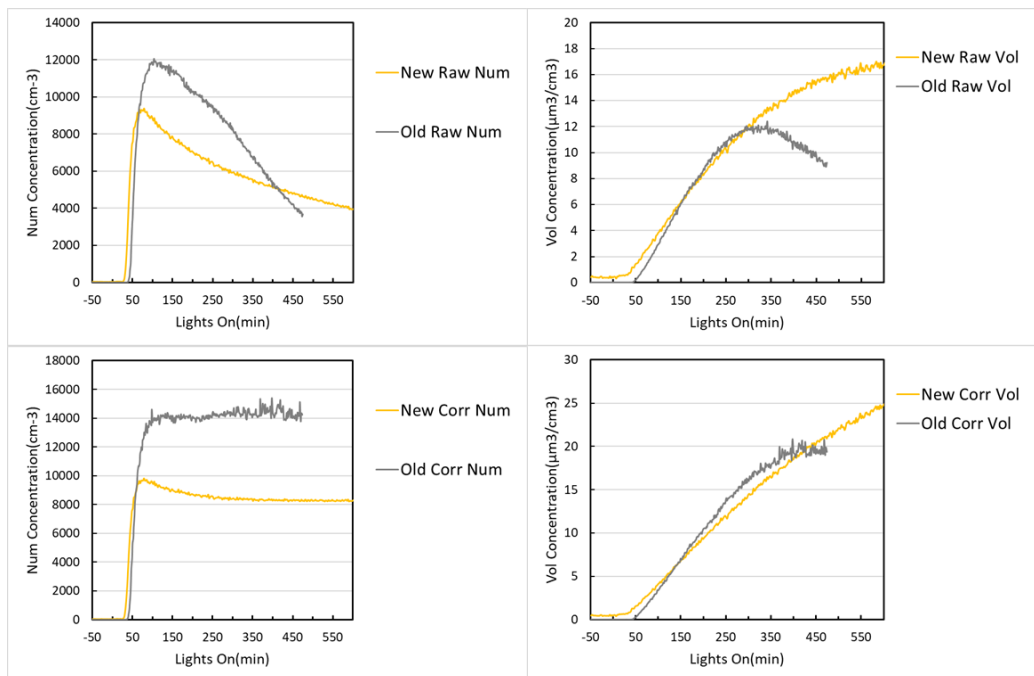 14000
12000
10000
8000
6000
4000
2000
0
-50 50 150 250 350 450 550
Num Concentration(cm-3)
Lights On(min)
New Raw Num
Old Raw Num
20
18
16
14
12
10
8
6
4
2
0
-50 50 150 250 350 450 550
Vol Concentration(µm3/cm3)
Lights On(min)
New Raw Vol
Old Raw Vol
18000
16000
14000
12000
10000
8000
6000
4000
2000
0
-50 50 150 250 350 450 550
Num Concentration(cm-3)
Lights On(min)
New Corr Num
Old Corr Num
30
25
20
15
10
5
0
-50 50 150 250 350 450 550
Vol Concentration(µm3/cm3)
Lights On(min)
New Corr Vol
Old Corr Vol